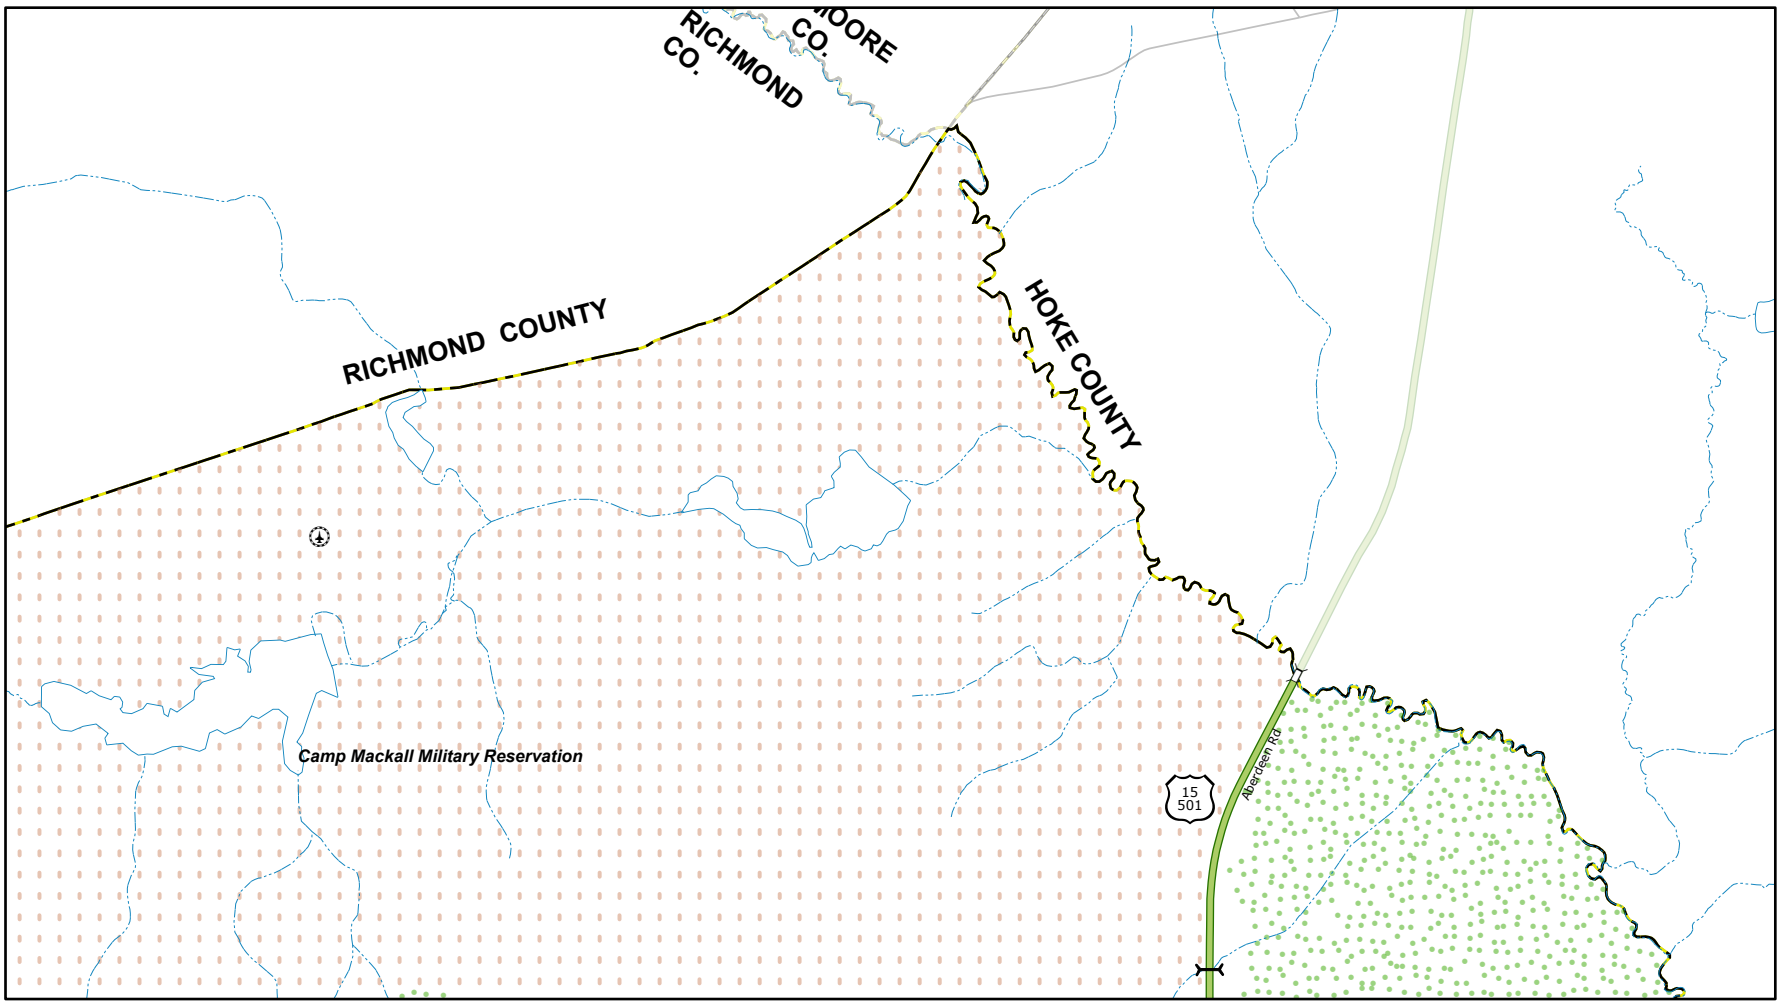 MOORE
CO.
RICHMOND
CO.
RICHMOND COUNTY
HOKE COUNTY
Camp Mackall Military Reservation
Aberdeen Rd
15
501